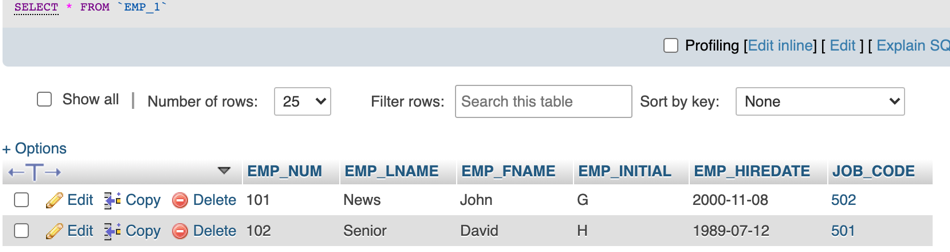 SELECT * FROM `EMP_1`
Profiling [Edit inline] [ Edit ] [ Explain SQ
Show all | Number of rows: 25 Filter rows: Search this table Sort by key: None
+ Options
←T→ EMP_NUM EMP_LNAME EMP_FNAME EMP_INITIAL EMP_HIREDATE JOB_CODE
Edit Copy Delete 101 News John G 2000-11-08 502
Edit Copy Delete 102 Senior David H 1989-07-12 501